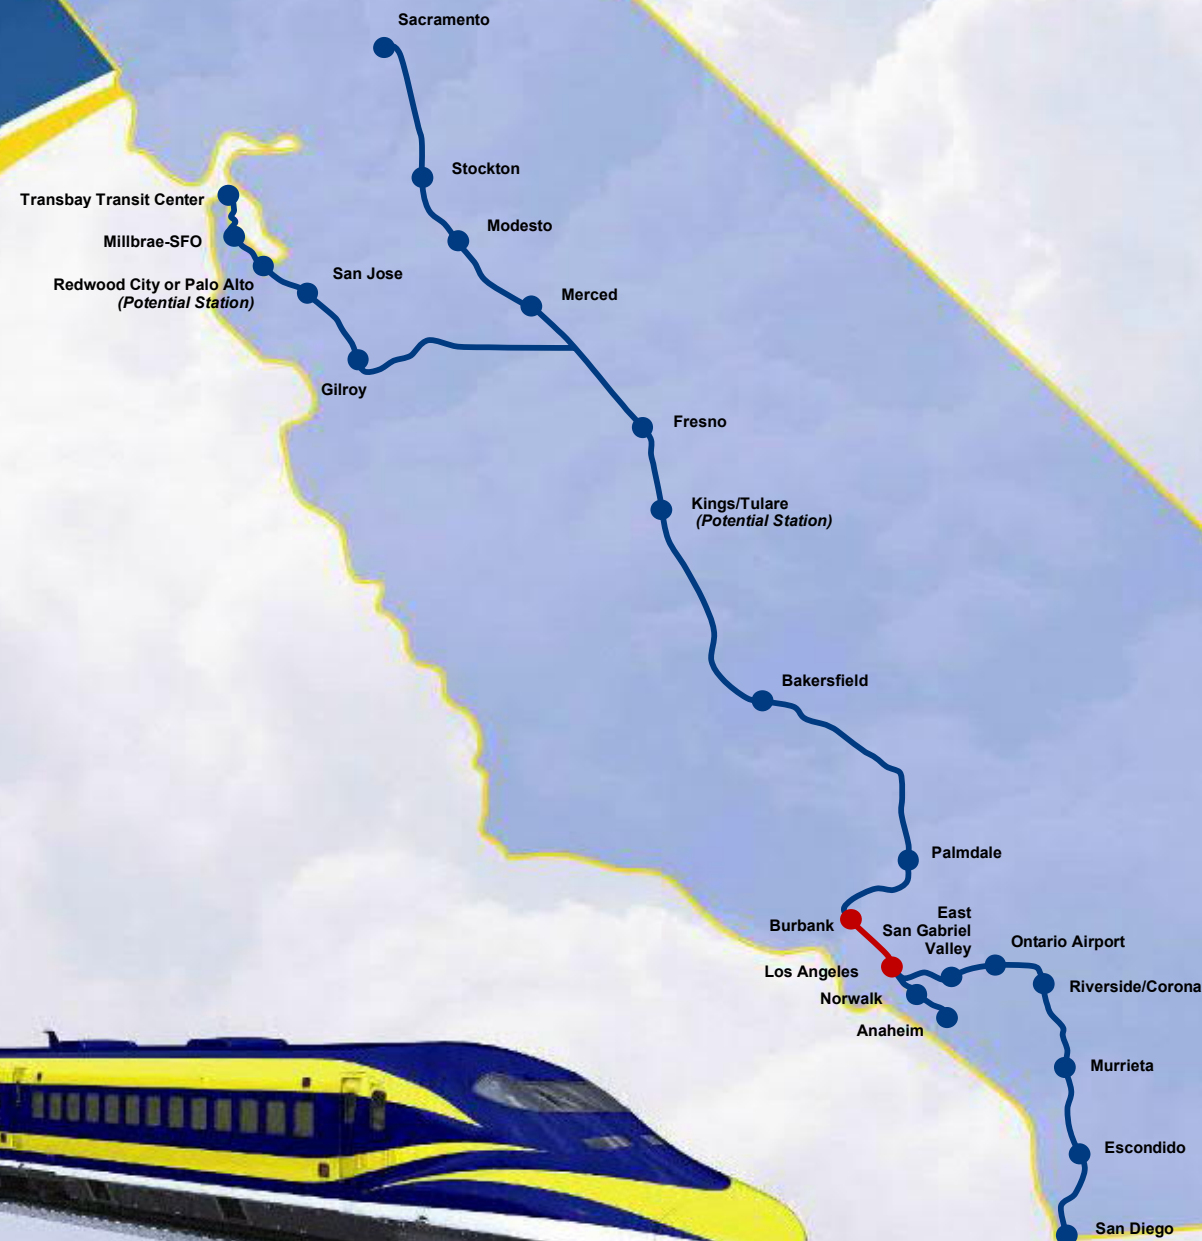 Sacramento
Stockton
Transbay Transit Center
Modesto
Millbrae-SFO
San Jose
Redwood City or Palo Alto
(Potential Station)
Merced
Gilroy
Fresno
Kings/Tulare
(Potential Station)
Bakersfield
Palmdale
Burbank
East
San Gabriel
Valley
Ontario Airport
Los Angeles
Riverside/Corona
Norwalk
Anaheim
Murrieta
Escondido
San Diego